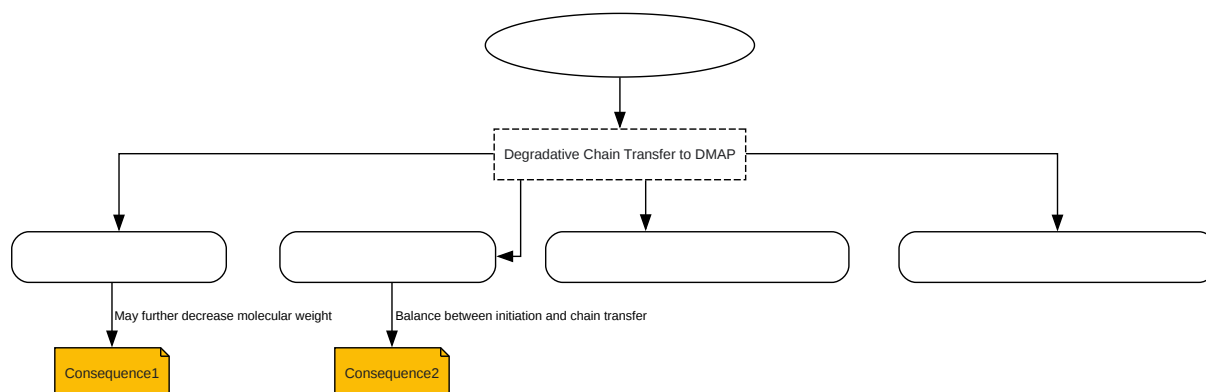 Degradative Chain Transfer to DMAP
May further decrease molecular weight
Balance between initiation and chain transfer
Consequence1
Consequence2